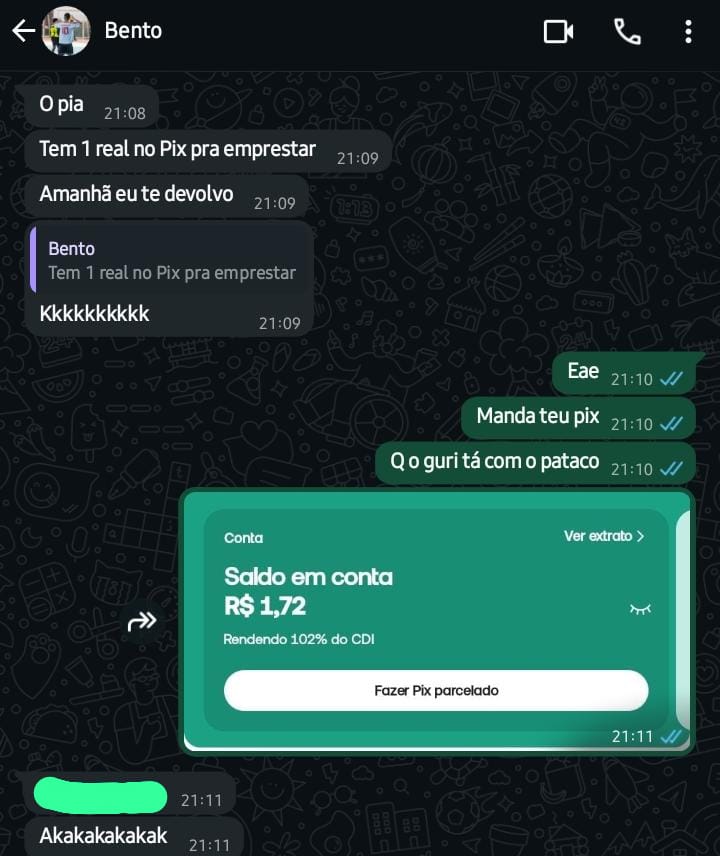 Bento
O pia 21:08
Tem 1 real no Pix pra emprestar 21:09
Amanhã eu te devolvo 21:09
Bento
Tem 1 real no Pix pra emprestar
Kkkkkkkkkk 21:09
Eae 21:10
Manda teu pix 21:10
Q o guri tá com o pataco 21:10
Conta
Ver extrato
Saldo em conta
R$ 1,72
Rendendo 102% do CDI
Fazer Pix parcelado
21:11
21:11
Akakakakakak 21:11